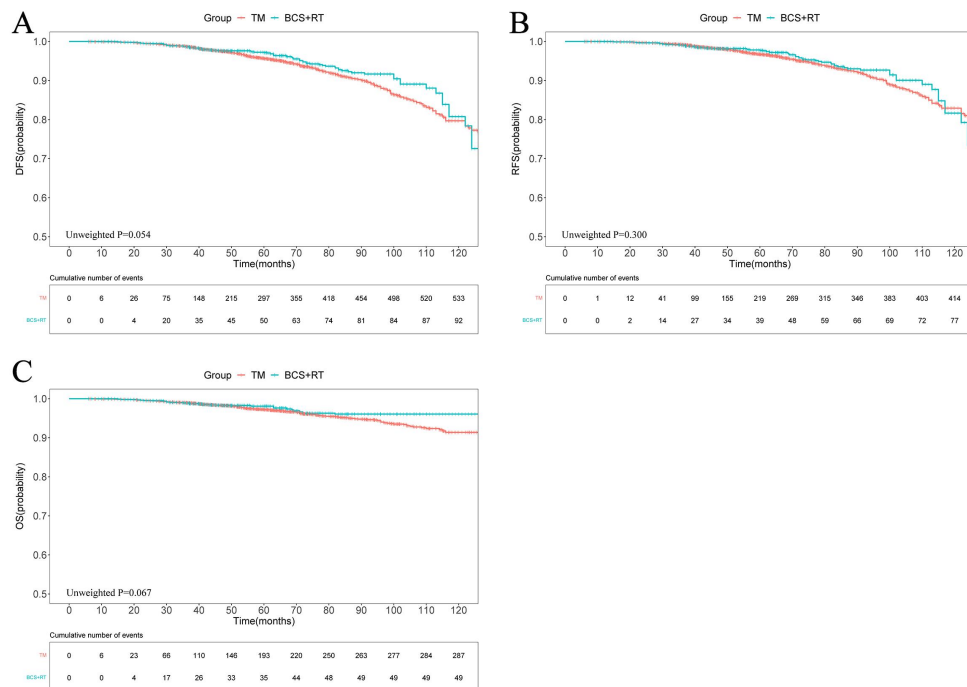 A
Group TM BCS+RT
1.0
0.9
0.8
0.7
0.6
0.5
DFS(probability)
Unweighted P=0.054
0 10 20 30 40 50 60 70 80 90 100 110 120
Time(months)
Cumulative number of events
TM 0 6 26 75 148 215 297 355 418 454 498 520 533
BCS+RT 0 0 4 20 35 45 50 63 74 81 84 87 92
B
Group TM BCS+RT
1.0
0.9
0.8
0.7
0.6
0.5
RFS(probability)
Unweighted P=0.300
0 10 20 30 40 50 60 70 80 90 100 110 120
Time(months)
Cumulative number of events
TM 0 1 12 41 99 155 219 269 315 346 383 403 414
BCS+RT 0 0 2 14 27 34 39 48 59 66 69 72 77
C
Group TM BCS+RT
1.0
0.9
0.8
0.7
0.6
0.5
OS(probability)
Unweighted P=0.067
0 10 20 30 40 50 60 70 80 90 100 110 120
Time(months)
Cumulative number of events
TM 0 6 23 66 110 146 193 220 250 263 277 284 287
BCS+RT 0 0 4 17 26 33 35 44 48 49 49 49 49